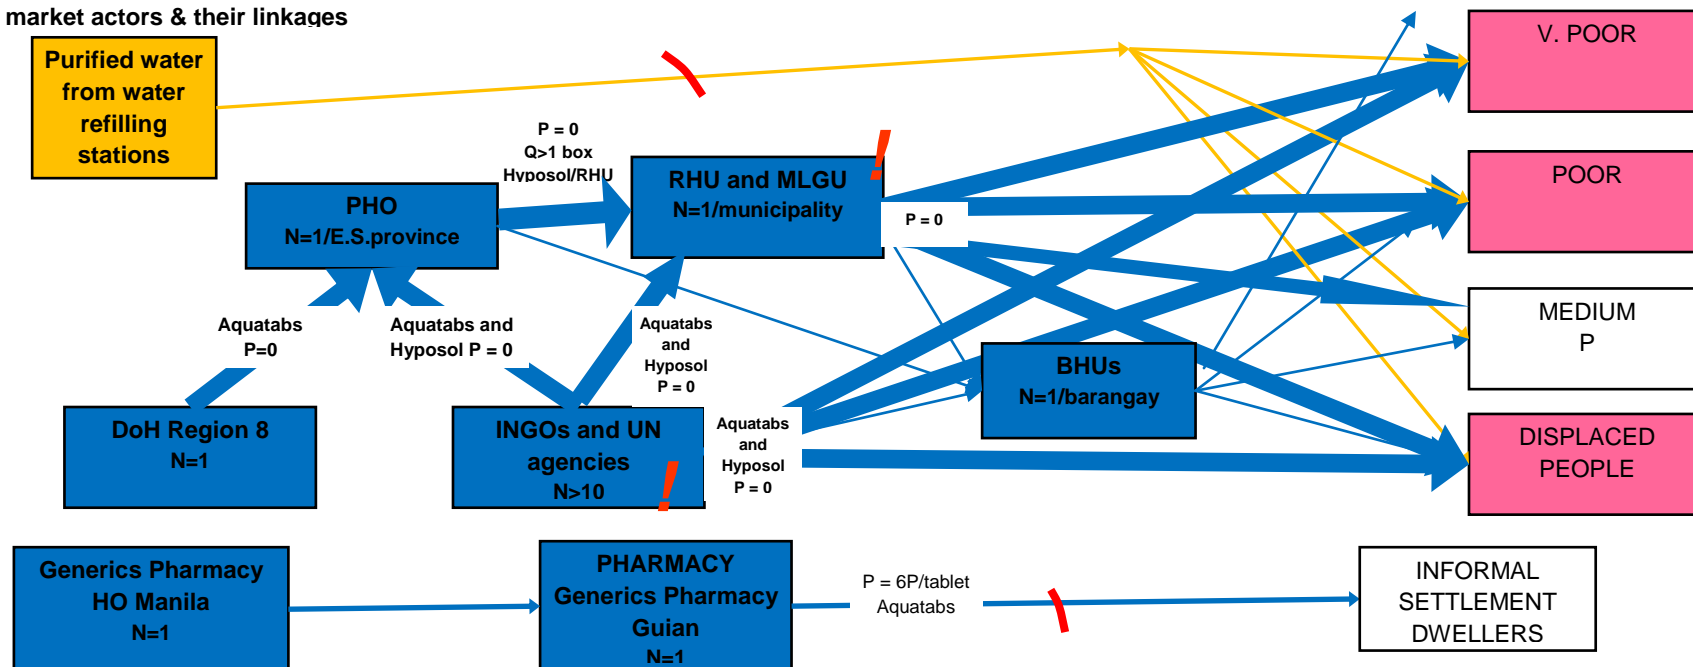 market actors & their linkages
Purified water
from water
refilling
stations
P = 0
Q>1 box
Hyposol/RHU
RHU and MLGU
N=1/municipality
!
P = 0
PHO
N=1/E.S.province
Aquatabs
P=0
Aquatabs and
Hyposol P = 0
Aquatabs
and
Hyposol
P = 0
DoH Region 8
N=1
INGOs and UN
agencies
N>10
!
Aquatabs
and
Hyposol
P = 0
BHUs
N=1/barangay
V. POOR
POOR
MEDIUM
P
DISPLACED
PEOPLE
Generics Pharmacy
HO Manila
N=1
PHARMACY
Generics Pharmacy
Guian
N=1
P = 6P/tablet
Aquatabs
INFORMAL
SETTLEMENT
DWELLERS